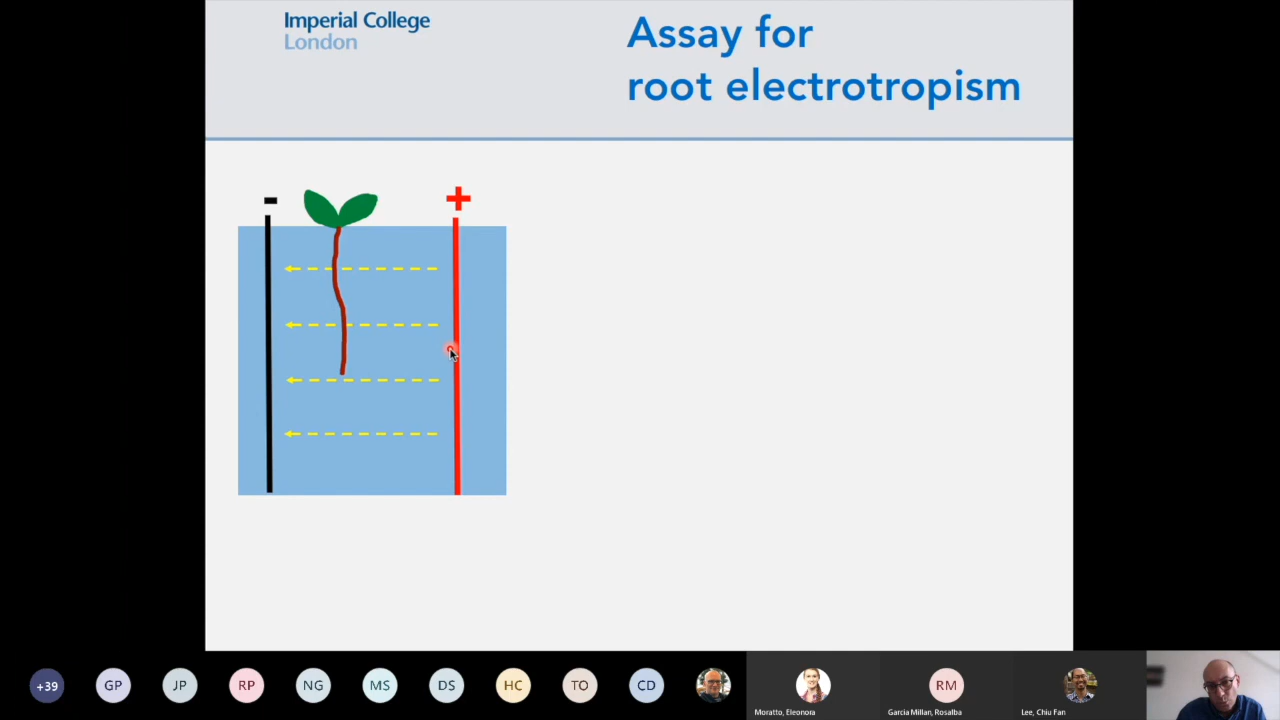 Imperial College
London
Assay for
root electrotropism
-
+
+39
GP
JP
RP
NG
MS
DS
HC
TO
CD
RM
Moratto, Eleonora
Garcia Millan, Rosalba
Lee, Chiu Fan